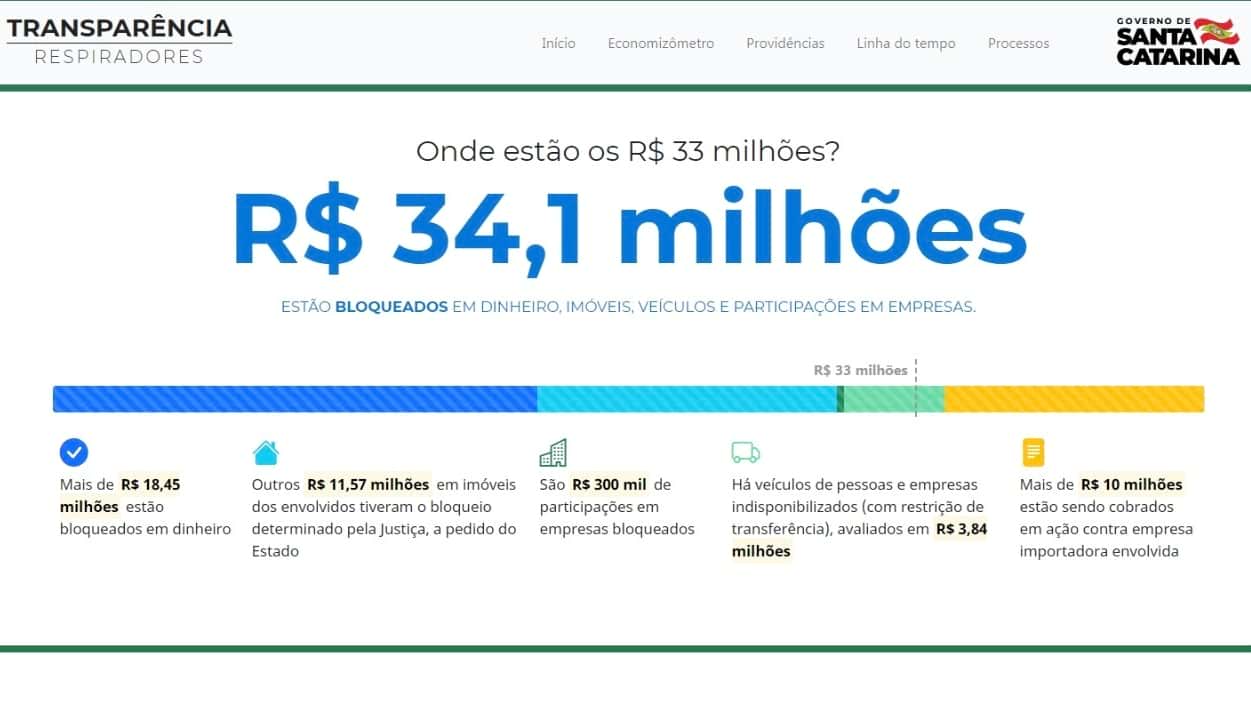 TRANSPARÊNCIA
RESPIRADORES
Início Economizômetro Providências Linha do tempo Processos
GOVERNO DE
SANTA
CATARINA
Onde estão os R$ 33 milhões?
R$ 34,1 milhões
ESTÃO BLOQUEADOS EM DINHEIRO, IMÓVEIS, VEÍCULOS E PARTICIPAÇÕES EM EMPRESAS.
R$ 33 milhões
Mais de R$ 18,45
milhões estão
bloqueados em dinheiro
Outros R$ 11,57 milhões em imóveis
dos envolvidos tiveram o bloqueio
determinado pela Justiça, a pedido do
Estado
São R$ 300 mil de
participações em
empresas bloqueados
Há veículos de pessoas e empresas
indisponibilizados (com restrição de
transferência), avaliados em R$ 3,84
milhões
Mais de R$ 10 milhões
estão sendo cobrados
em ação contra empresa
importadora envolvida